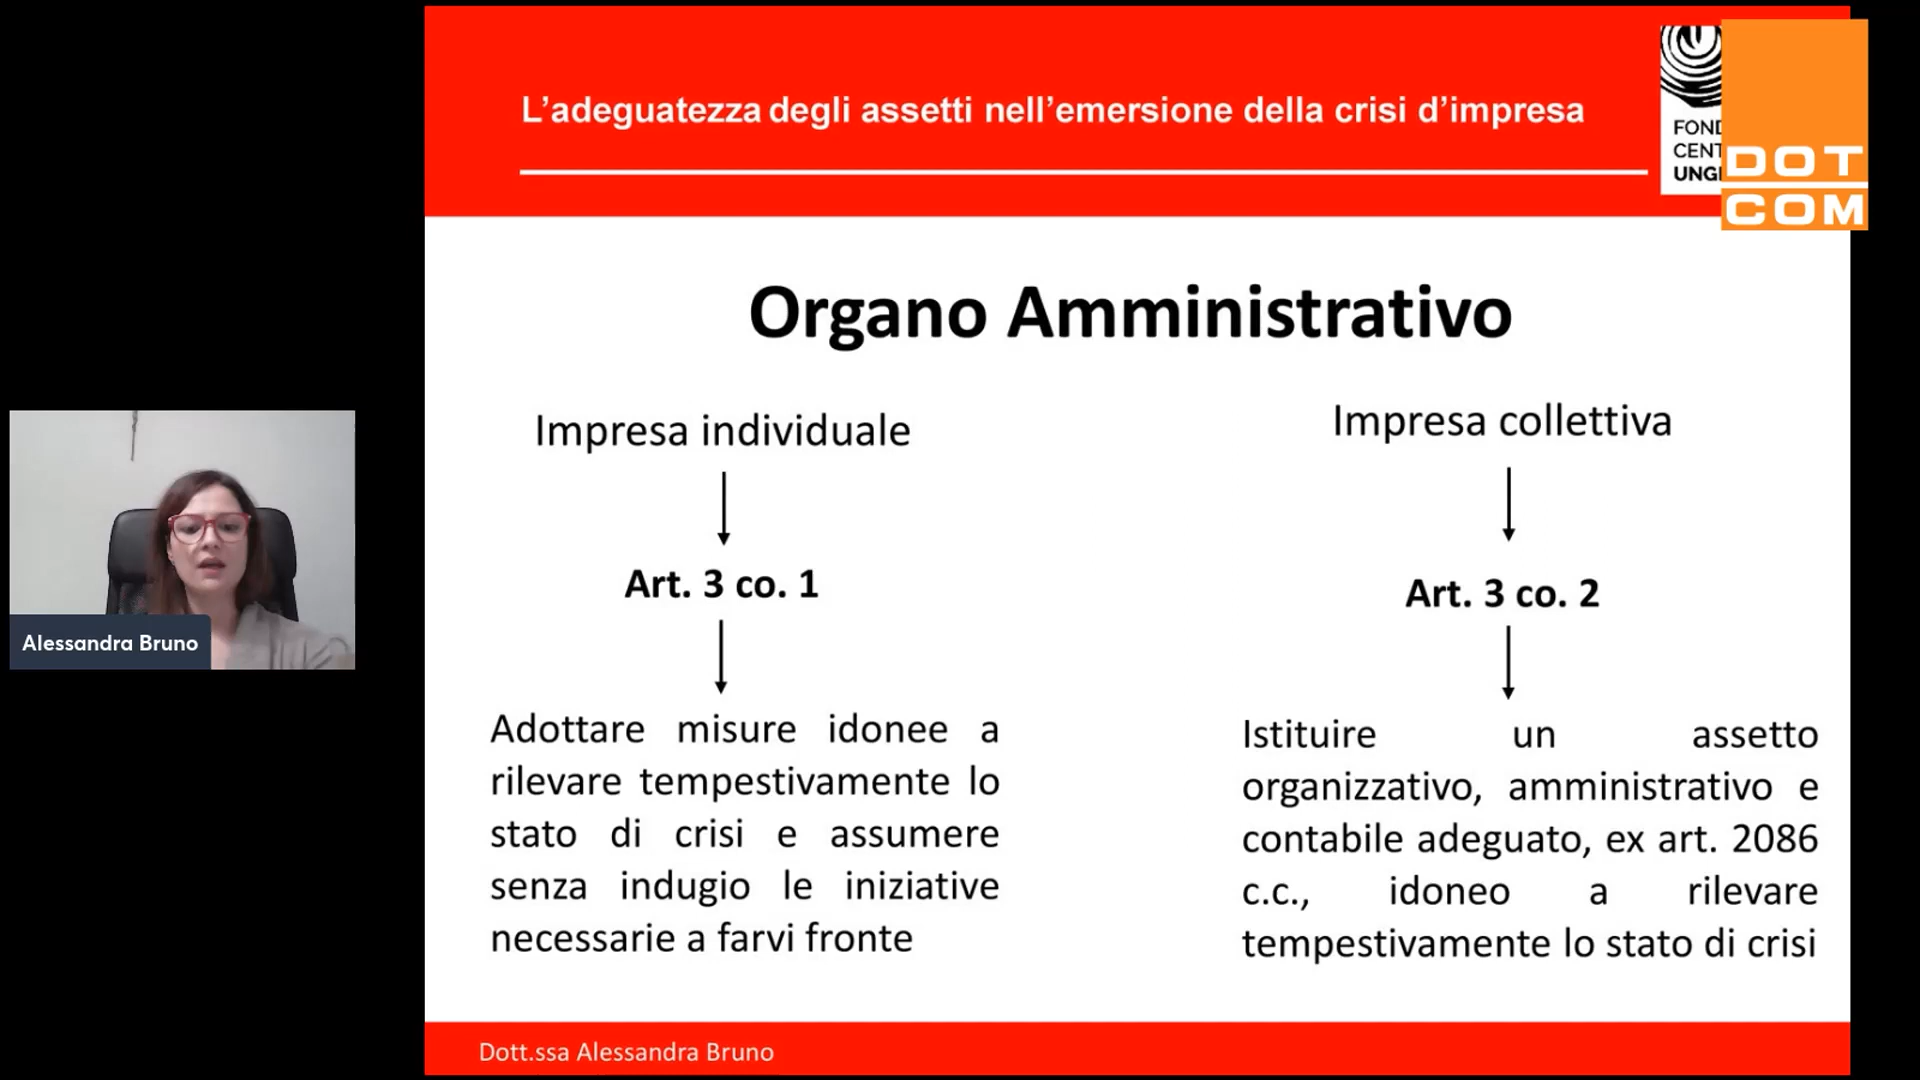 L’adeguatezza degli assetti nell’emersione della crisi d’impresa
DOT
COM
Organo Amministrativo
Impresa individuale
Art. 3 co. 1
Adottare misure idonee a
rilevare tempestivamente lo
stato di crisi e assumere
senza indugio le iniziative
necessarie a farvi fronte
Impresa collettiva
Art. 3 co. 2
Istituire un assetto
organizzativo, amministrativo e
contabile adeguato, ex art. 2086
c.c., idoneo a rilevare
tempestivamente lo stato di crisi
Alessandra Bruno
Dott.ssa Alessandra Bruno